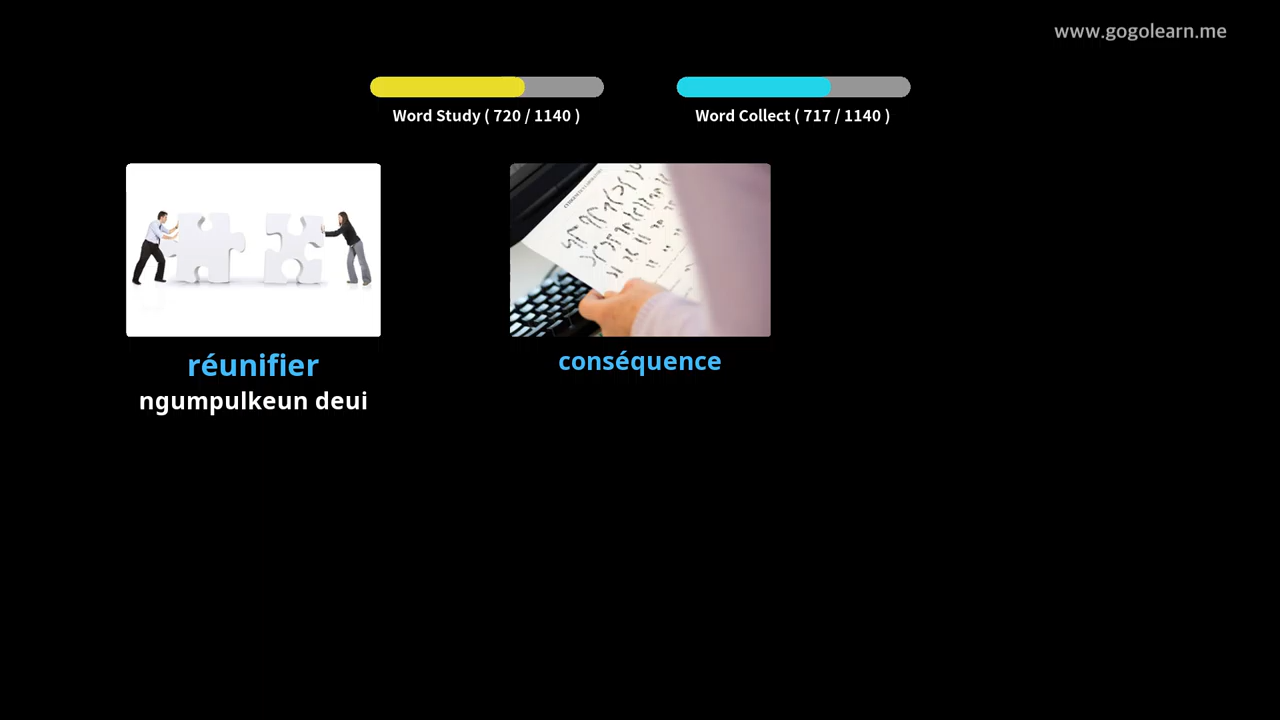 www.gogolearn.me
Word Study ( 720 / 1140 )
Word Collect ( 717 / 1140 )
réunifier
ngumpulkeun deui
conséquence